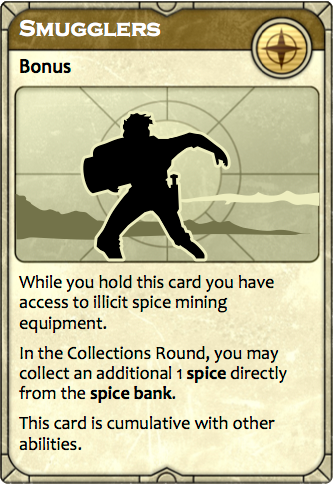 SMUGGLERS
Bonus
While you hold this card you have
access to illicit spice mining
equipment.
In the Collections Round, you may
collect an additional 1 spice directly
from the spice bank.
This card is cumulative with other
abilities.